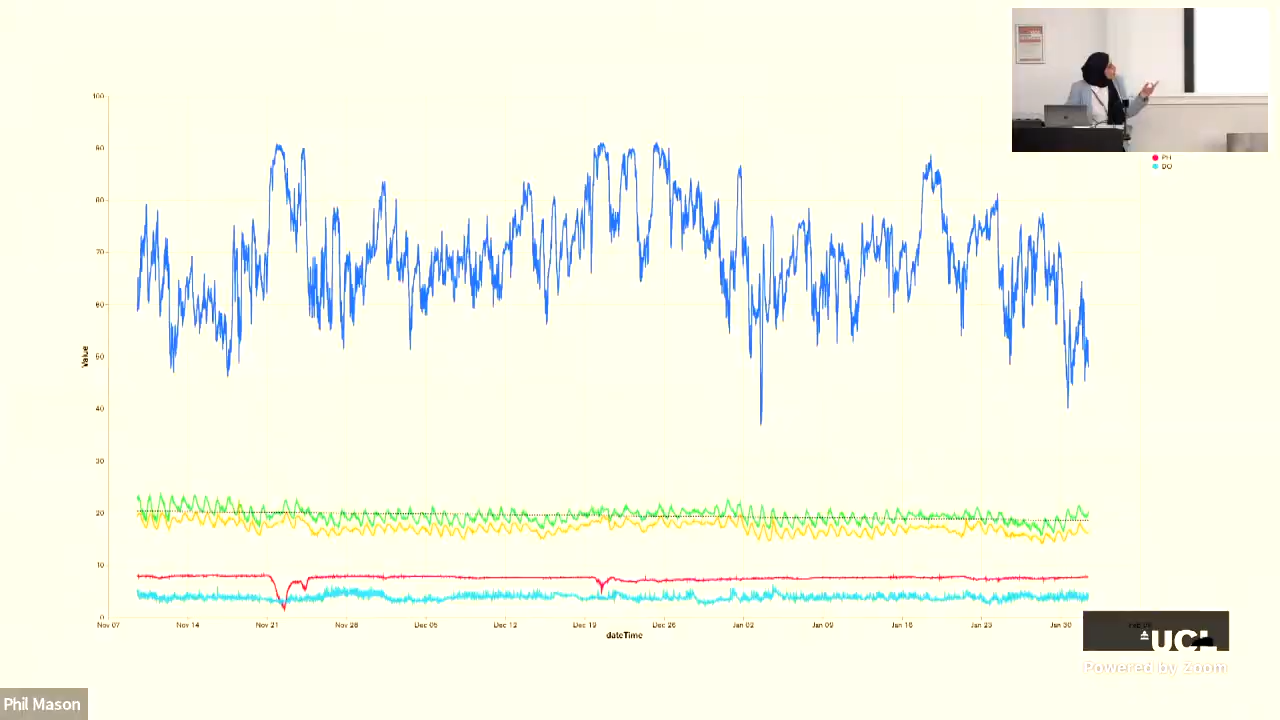 100
90
80
70
60
50
40
30
20
10
0
Value
Nov 07 Nov 14 Nov 21 Nov 28 Dec 05 Dec 12 Dec 19 Dec 26 Jan 02 Jan 09 Jan 16 Jan 23 Jan 30
dateTime
PH
DO
UCL
Powered by Zoom
Phil Mason